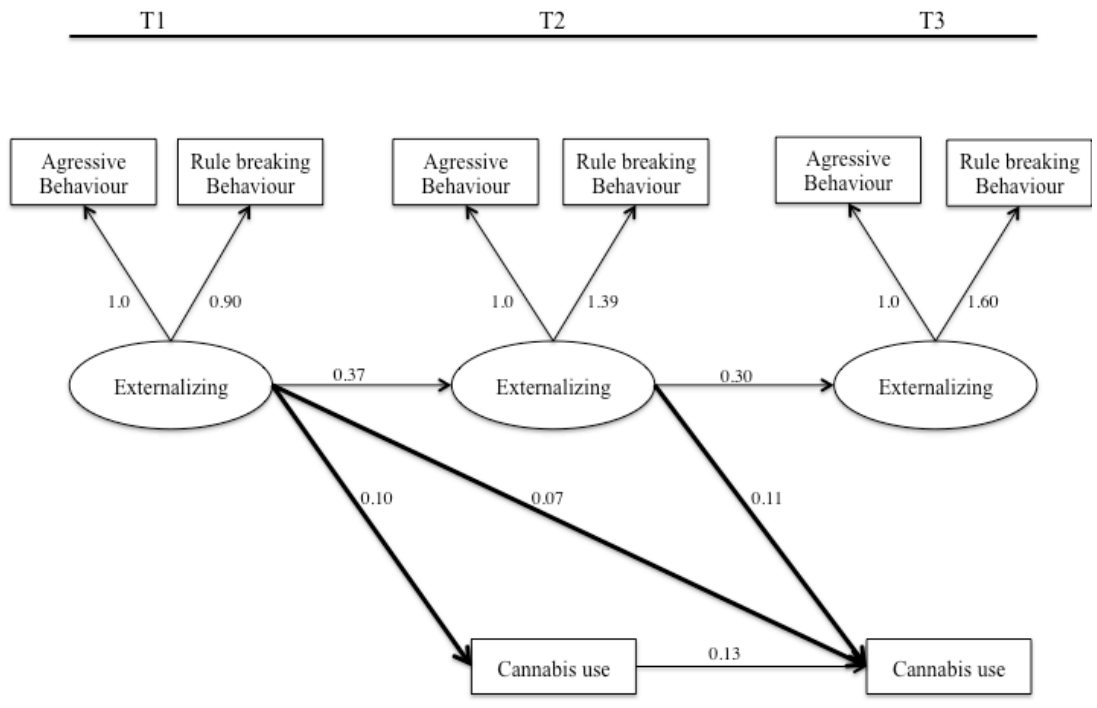 T1
T2
T3
Agressive
Behaviour
Rule breaking
Behaviour
Agressive
Behaviour
Rule breaking
Behaviour
Agressive
Behaviour
Rule breaking
Behaviour
1.0
0.90
1.0
1.39
1.0
1.60
Externalizing
0.37
Externalizing
0.30
Externalizing
0.10
0.07
0.11
Cannabis use
0.13
Cannabis use